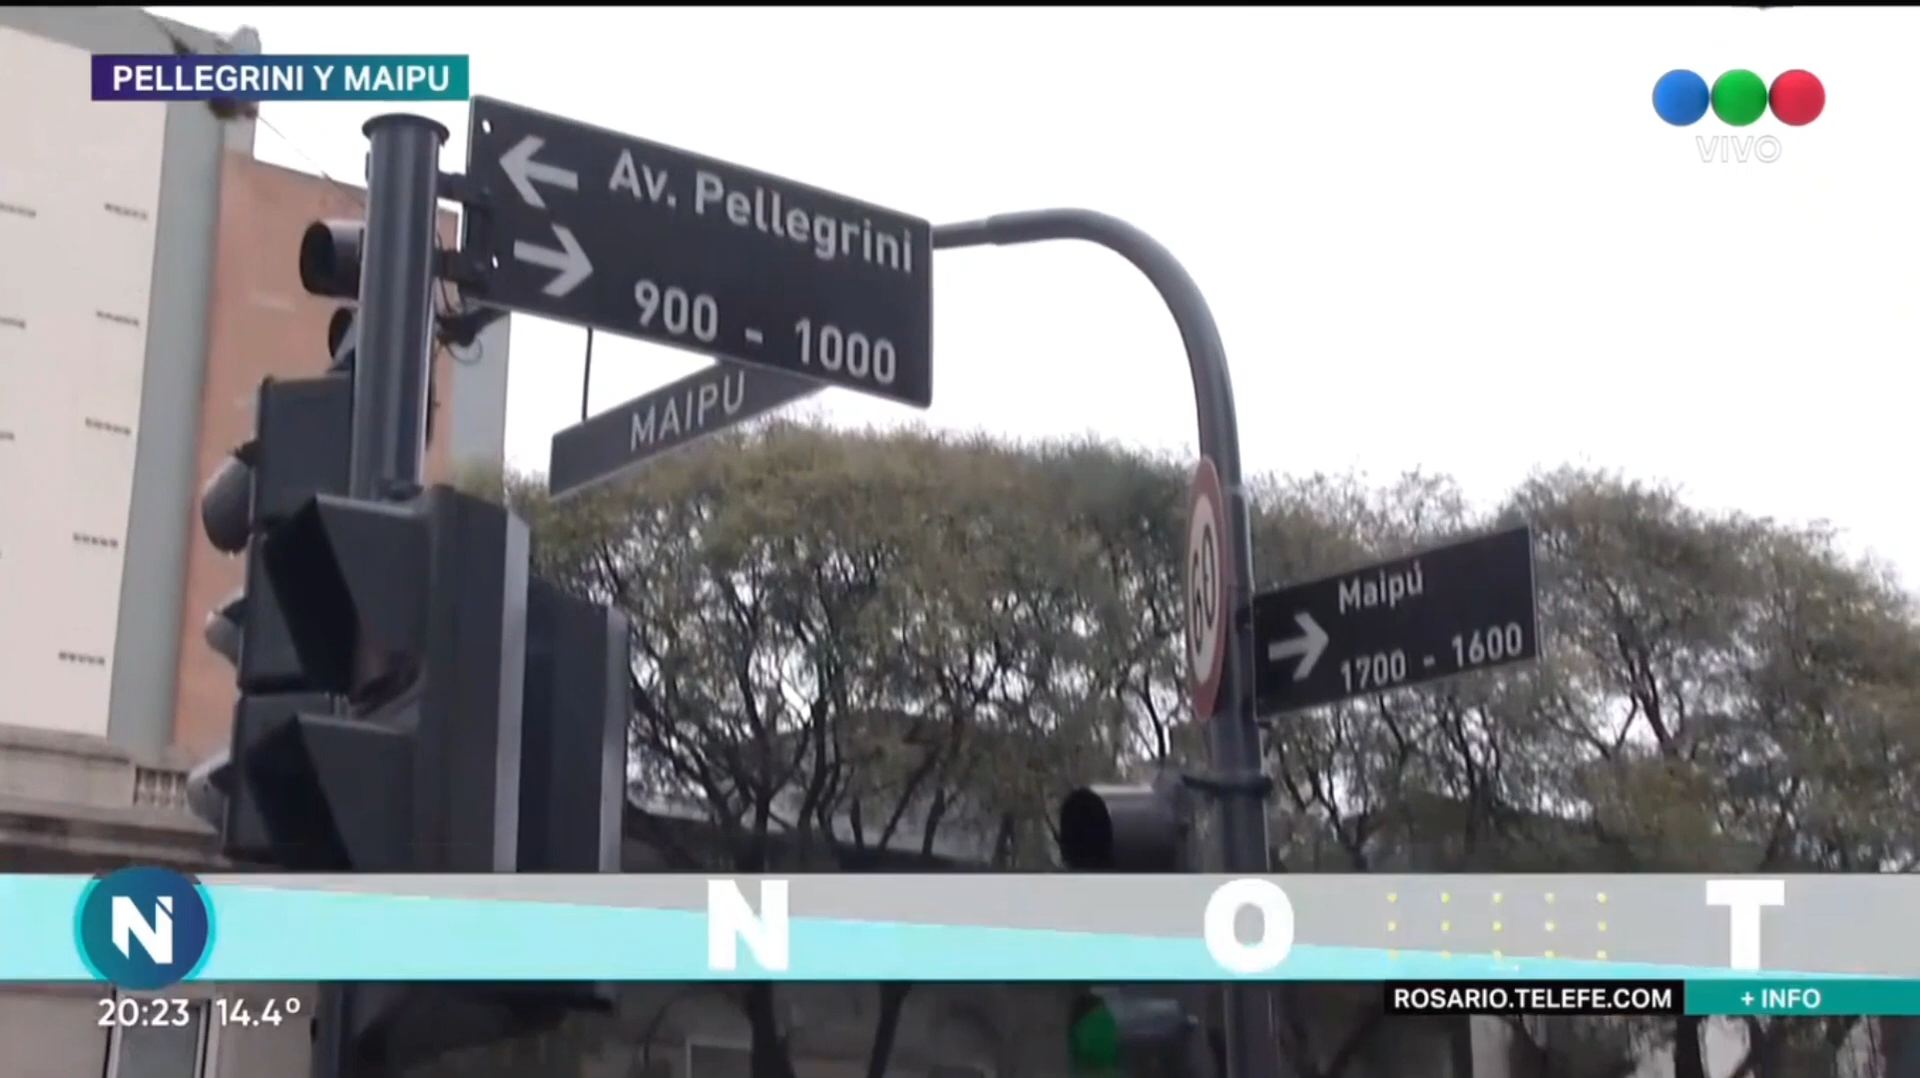 PELLEGRINI Y MAIPU
VIVO
Av. Pellegrini
900 - 1000
MAIPU
60
Maipú
1700 - 1600
N
N O T
20:23 14.4°
ROSARIO.TELEFE.COM + INFO